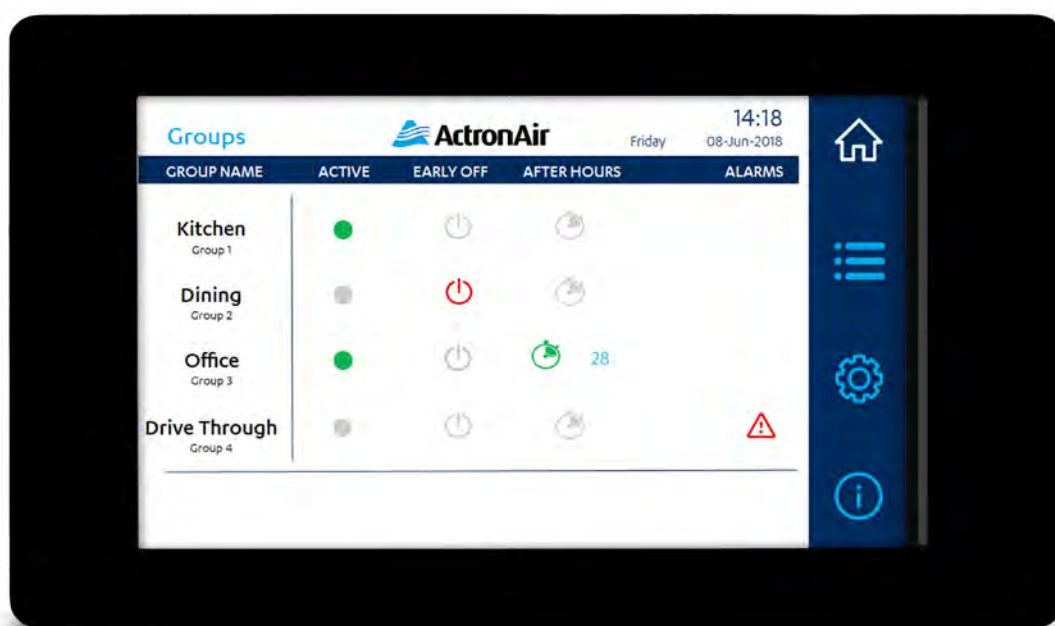 Groups
ActronAir
Friday
14:18
08-Jun-2018
GROUP NAME ACTIVE EARLY OFF AFTER HOURS ALARMS
Kitchen
Group 1
Dining
Group 2
Office
Group 3
28
Drive Through
Group 4